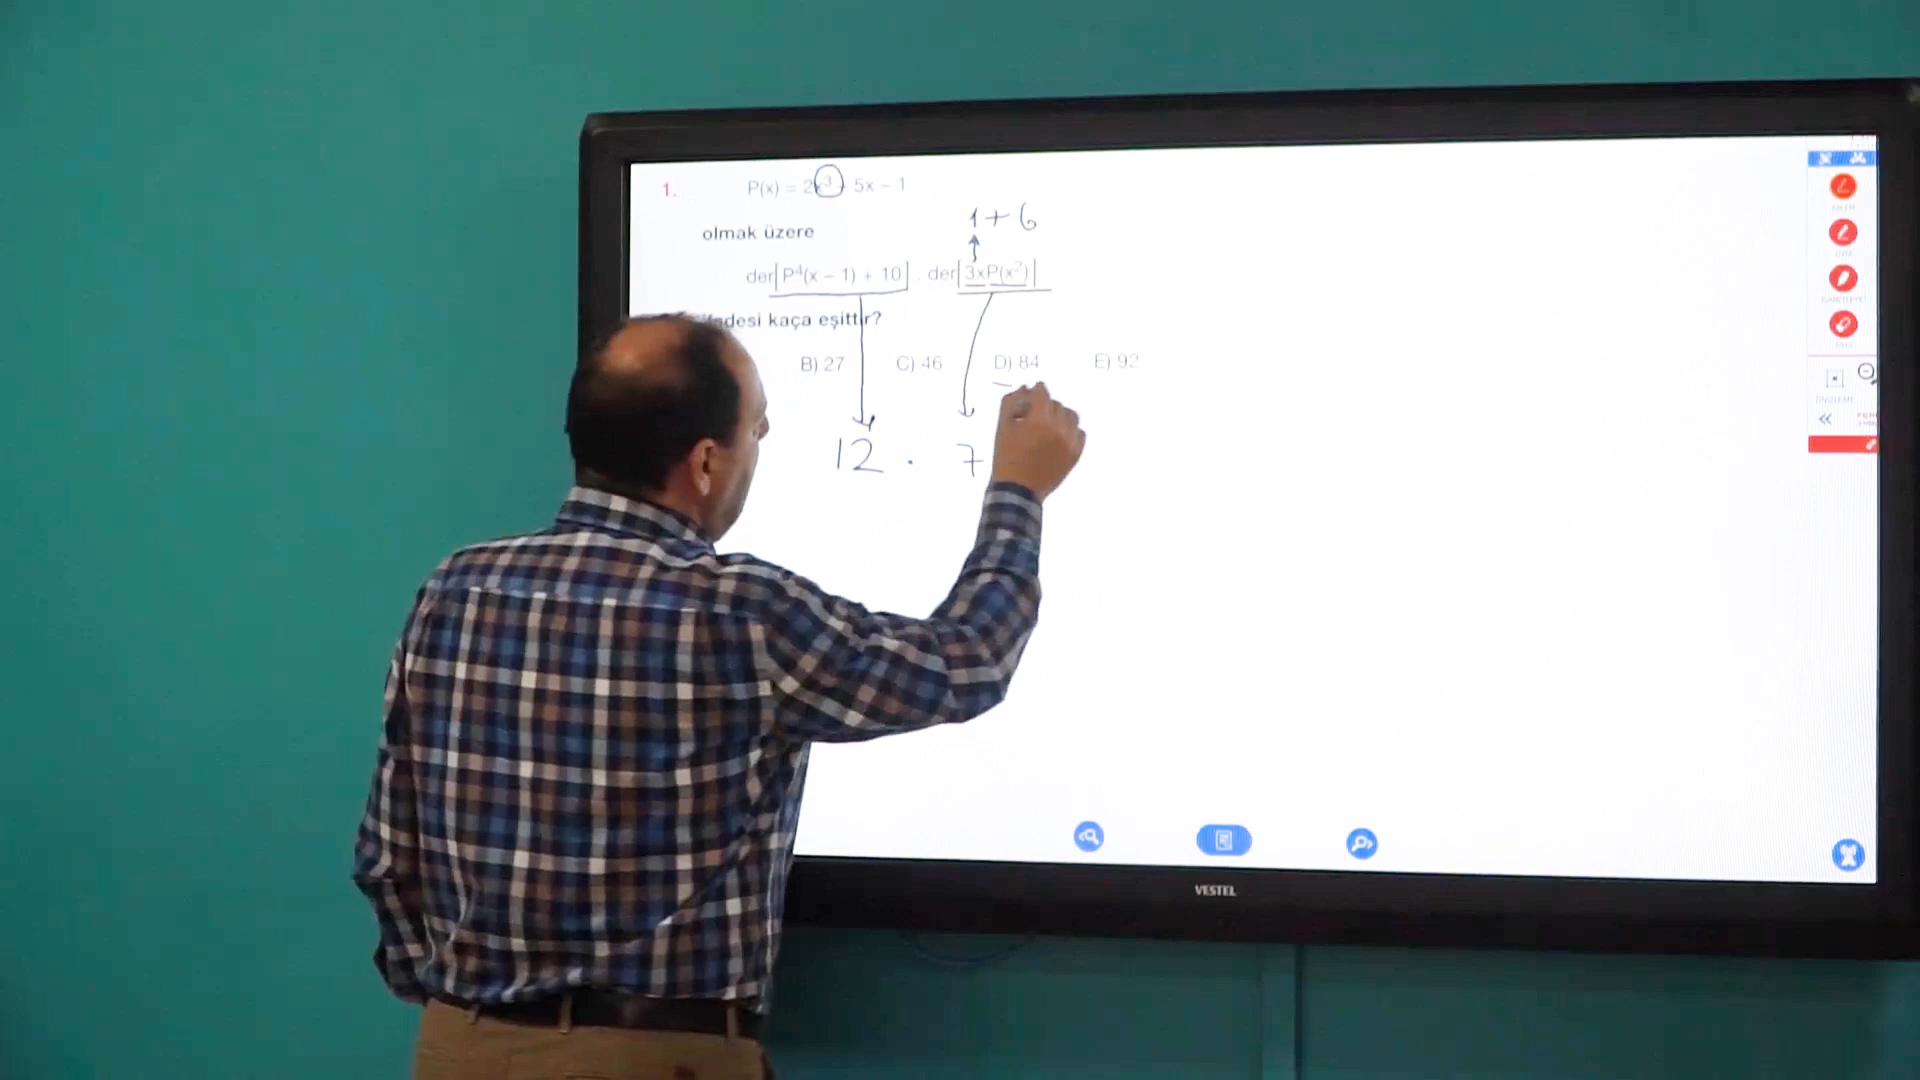 1. P(x) = 2x³ + 5x – 1
1 + 6
olmak üzere
der[P⁴(x – 1) + 10] . der[3xP(x²)]
ifadesi kaça eşittir?
B) 27 C) 46 D) 84 E) 92
12 . 7
VESTEL